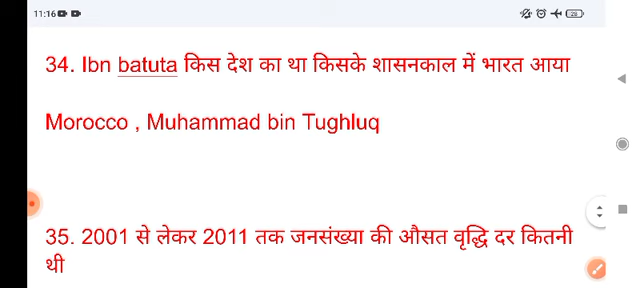 11:16
28
34. Ibn batuta किस देश का था किसके शासनकाल में भारत आया
Morocco , Muhammad bin Tughluq
35. 2001 से लेकर 2011 तक जनसंख्या की औसत वृद्धि दर कितनी
थी